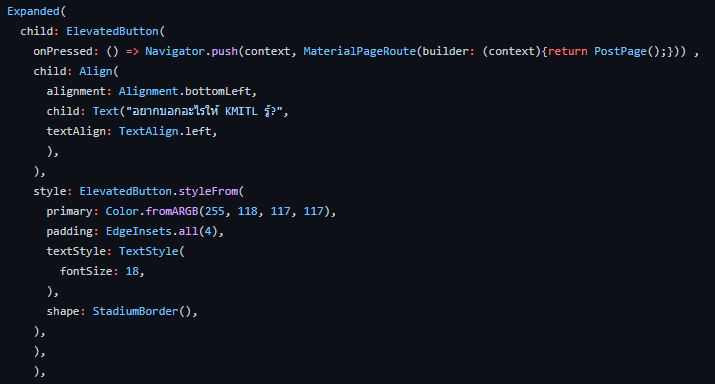 Expanded(
child: ElevatedButton(
onPressed: () => Navigator.push(context, MaterialPageRoute(builder: (context){return PostPage();})) ,
child: Align(
alignment: Alignment.bottomLeft,
child: Text("อยากบอกอะไรให้ KMITL รู้?",
textAlign: TextAlign.left,
),
),
style: ElevatedButton.styleFrom(
primary: Color.fromARGB(255, 118, 117, 117),
padding: EdgeInsets.all(4),
textStyle: TextStyle(
fontSize: 18,
),
shape: StadiumBorder(),
),
),
),